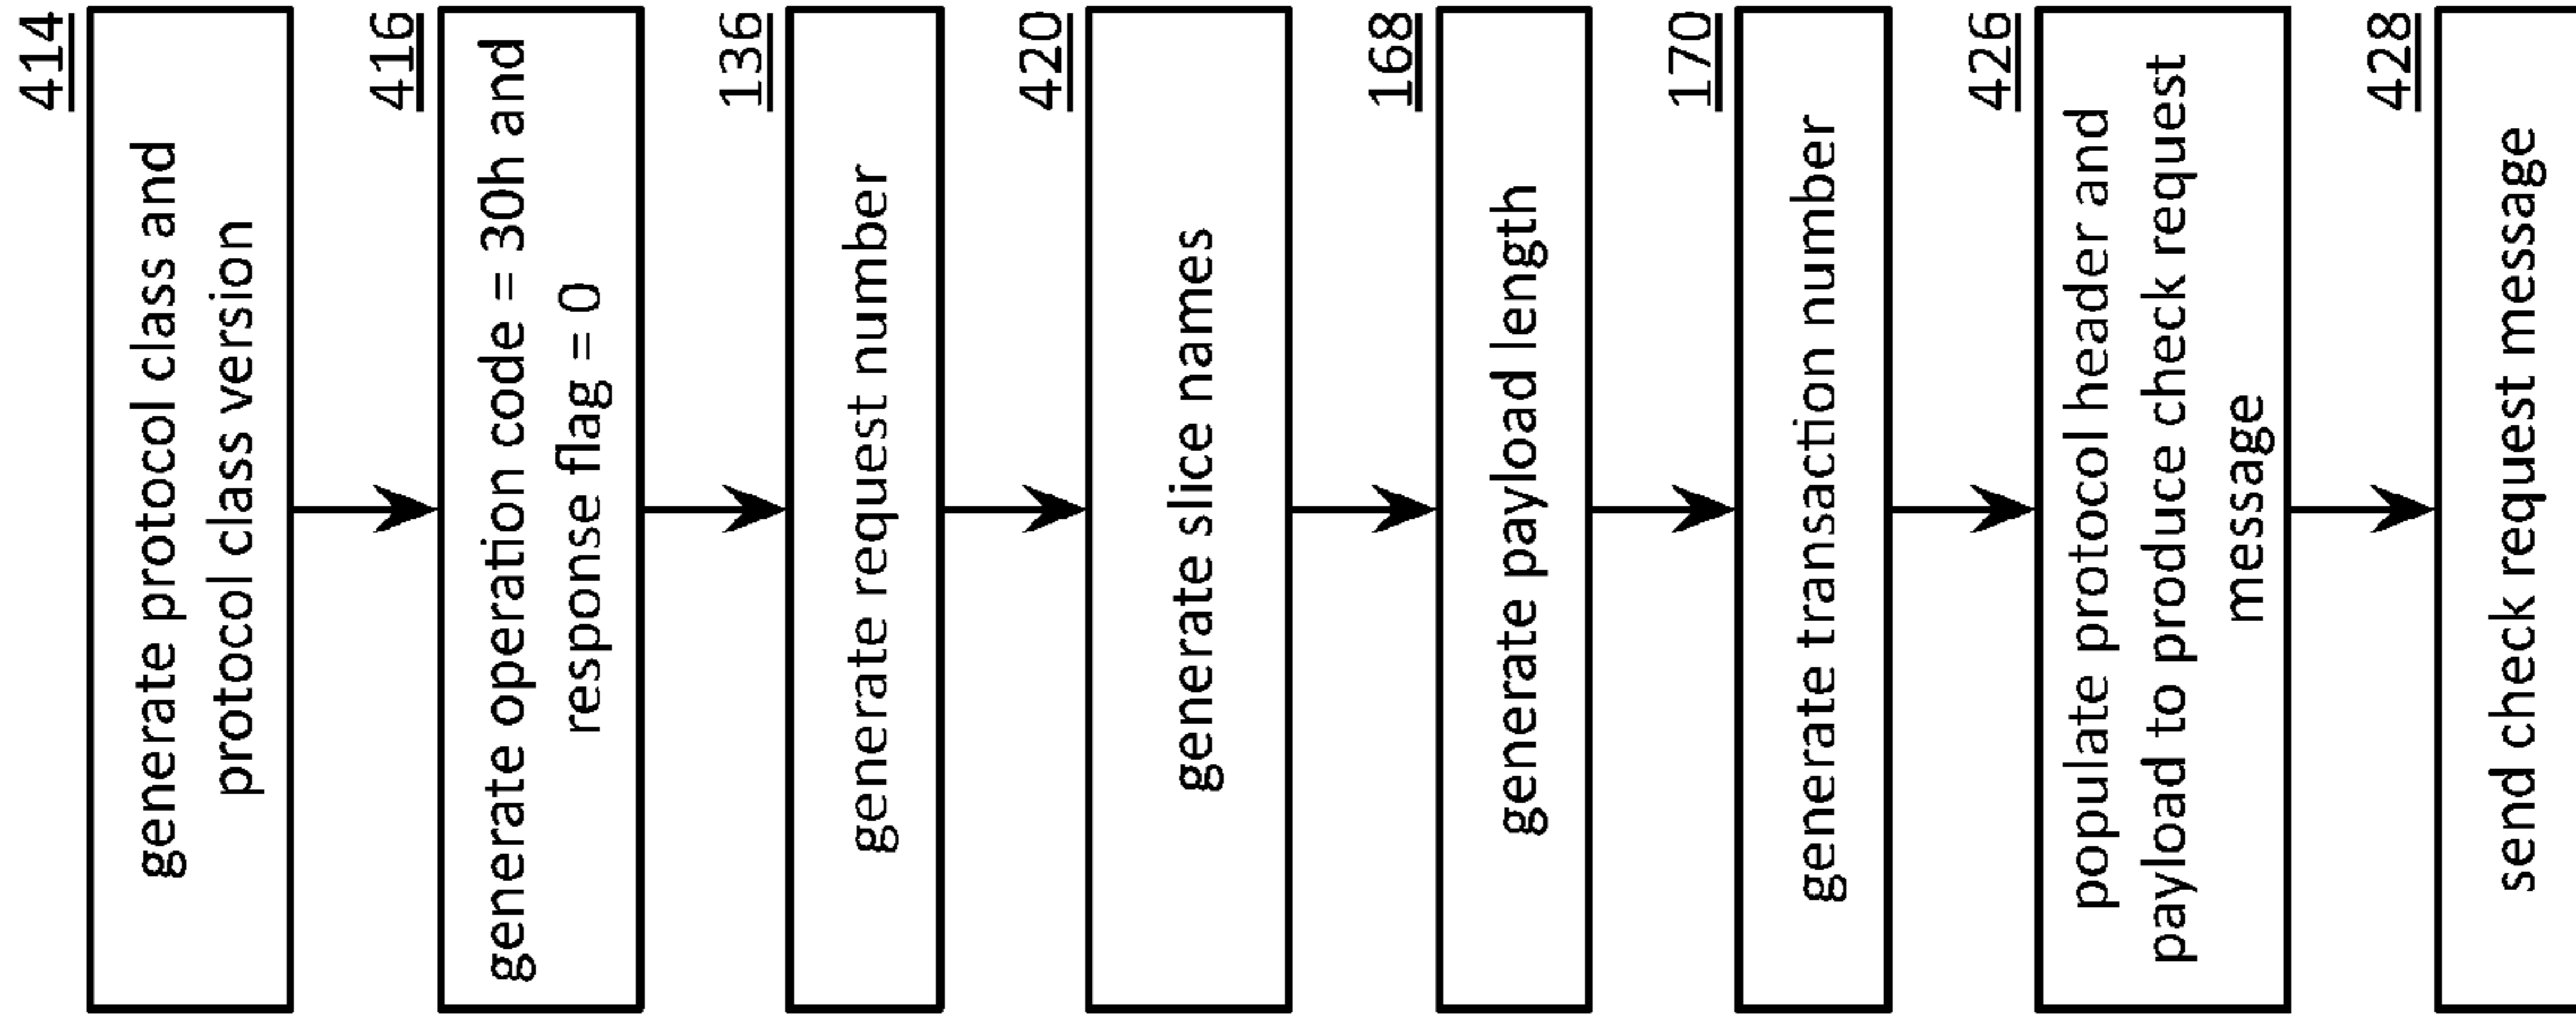 414
generate protocol class and
protocol class version
416
generate operation code = 30h and
response flag = 0
136
generate request number
420
generate slice names
168
generate payload length
170
generate transaction number
426
populate protocol header and
payload to produce check request
message
428
send check request message